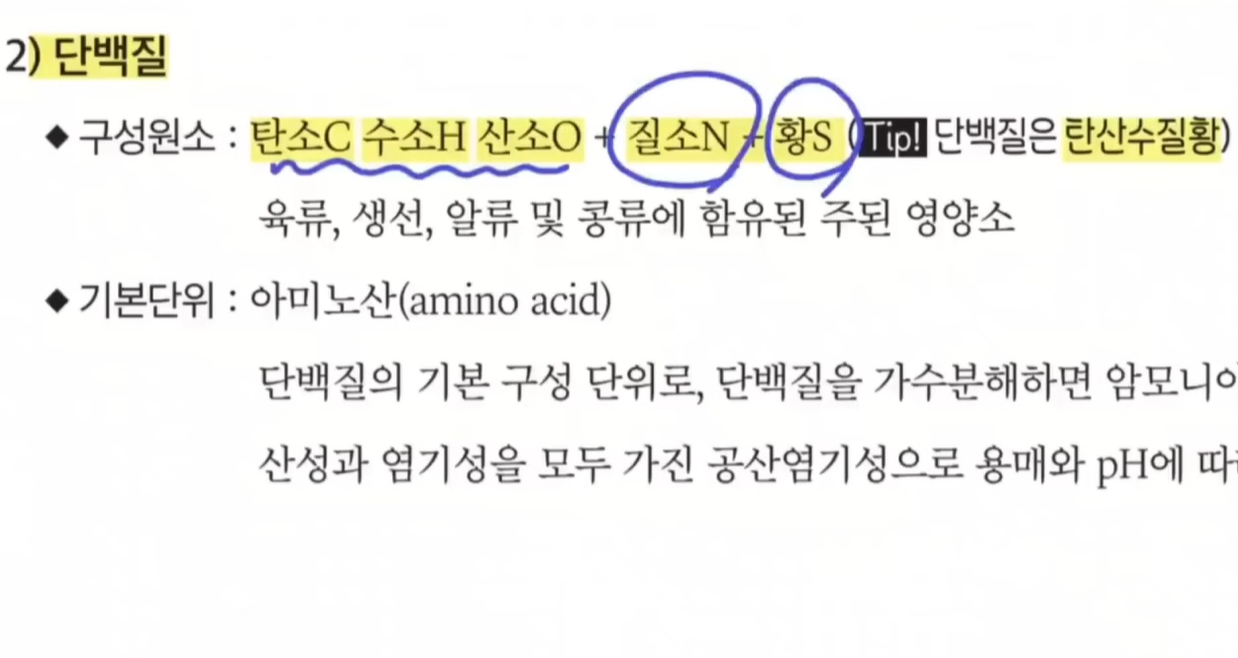 2) 단백질
◆ 구성원소 : 탄소C 수소H 산소O + 질소N + 황S (Tip! 단백질은 탄산수질황)
육류, 생선, 알류 및 콩류에 함유된 주된 영양소
◆ 기본단위 : 아미노산(amino acid)
단백질의 기본 구성 단위로, 단백질을 가수분해하면 암모니아
산성과 염기성을 모두 가진 공산염기성으로 용매와 pH에